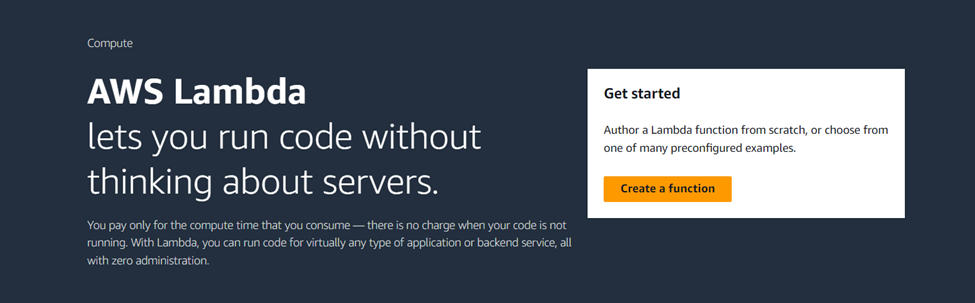 Compute
AWS Lambda
lets you run code without
thinking about servers.
You pay only for the compute time that you consume — there is no charge when your code is not
running. With Lambda, you can run code for virtually any type of application or backend service, all
with zero administration.
Get started
Author a Lambda function from scratch, or choose from
one of many preconfigured examples.
Create a function